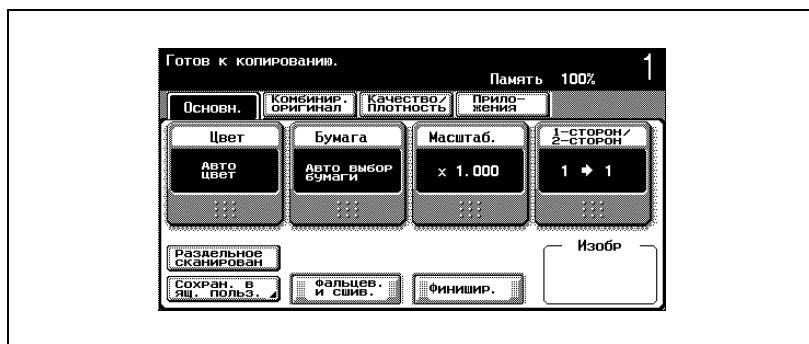 Готов к копированию.
Память 100%
1
Основн.
Комбинир.
оригинал
Качество/
плотность
Прило-
жения
Цвет
Бумага
Масштаб.
1-сторон/
2-сторон
Авто
цвет
Авто выбор
бумаги
x 1.000
1 → 1
Раздельное
сканирован
Изобр
Сохран. в
ящ. польз.
Фальцев.
и сшив.
Финишир.